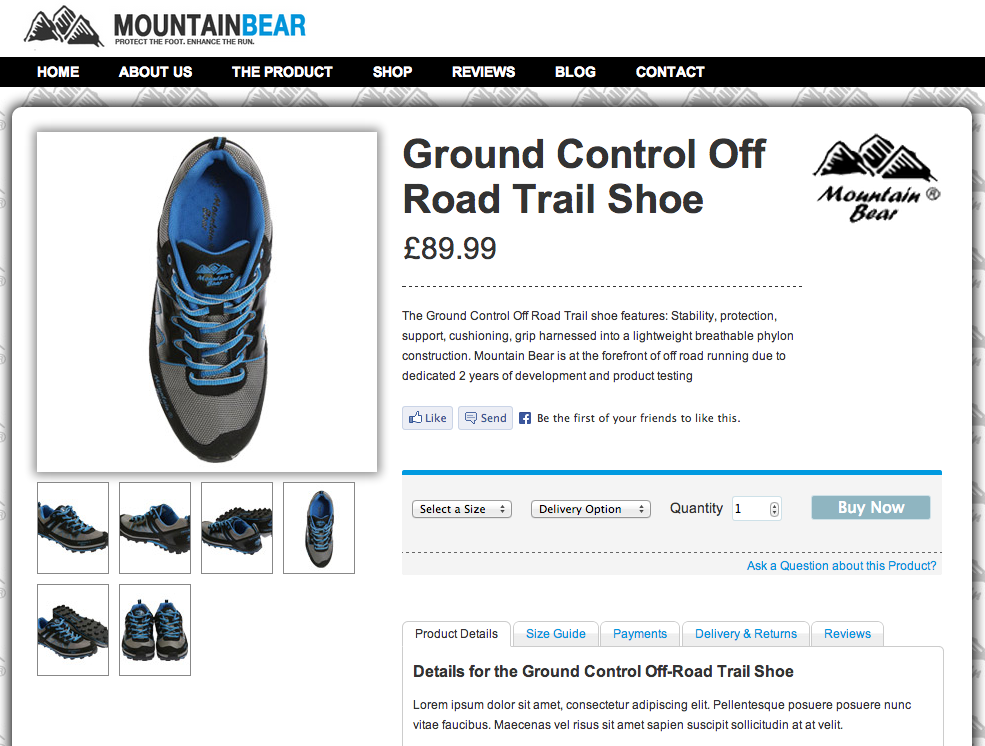 MOUNTAINBEAR
PROTECT THE FOOT. ENHANCE THE RUN.
HOME ABOUT US THE PRODUCT SHOP REVIEWS BLOG CONTACT
Mountain
Bear
Ground Control Off
Road Trail Shoe
£89.99
Mountain ®
Bear
The Ground Control Off Road Trail shoe features: Stability, protection,
support, cushioning, grip harnessed into a lightweight breathable phylon
construction. Mountain Bear is at the forefront of off road running due to
dedicated 2 years of development and product testing
Like Send Be the first of your friends to like this.
Select a Size Delivery Option Quantity 1 Buy Now
Ask a Question about this Product?
Product Details Size Guide Payments Delivery & Returns Reviews
Details for the Ground Control Off-Road Trail Shoe
Lorem ipsum dolor sit amet, consectetur adipiscing elit. Pellentesque posuere posuere nunc
vitae faucibus. Maecenas vel risus sit amet sapien suscipit sollicitudin at at velit.